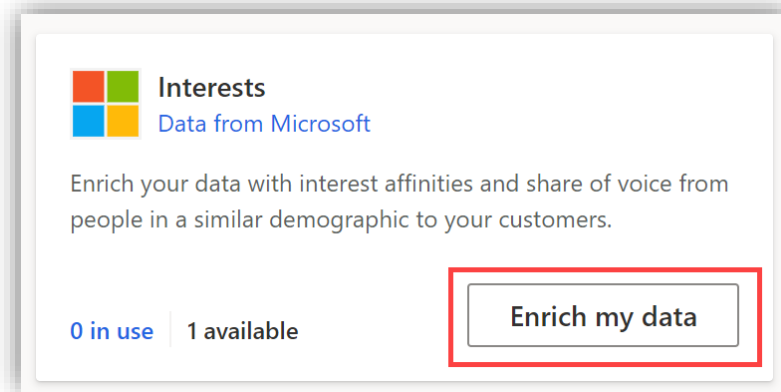 Interests
Data from Microsoft
Enrich your data with interest affinities and share of voice from
people in a similar demographic to your customers.
0 in use
1 available
Enrich my data